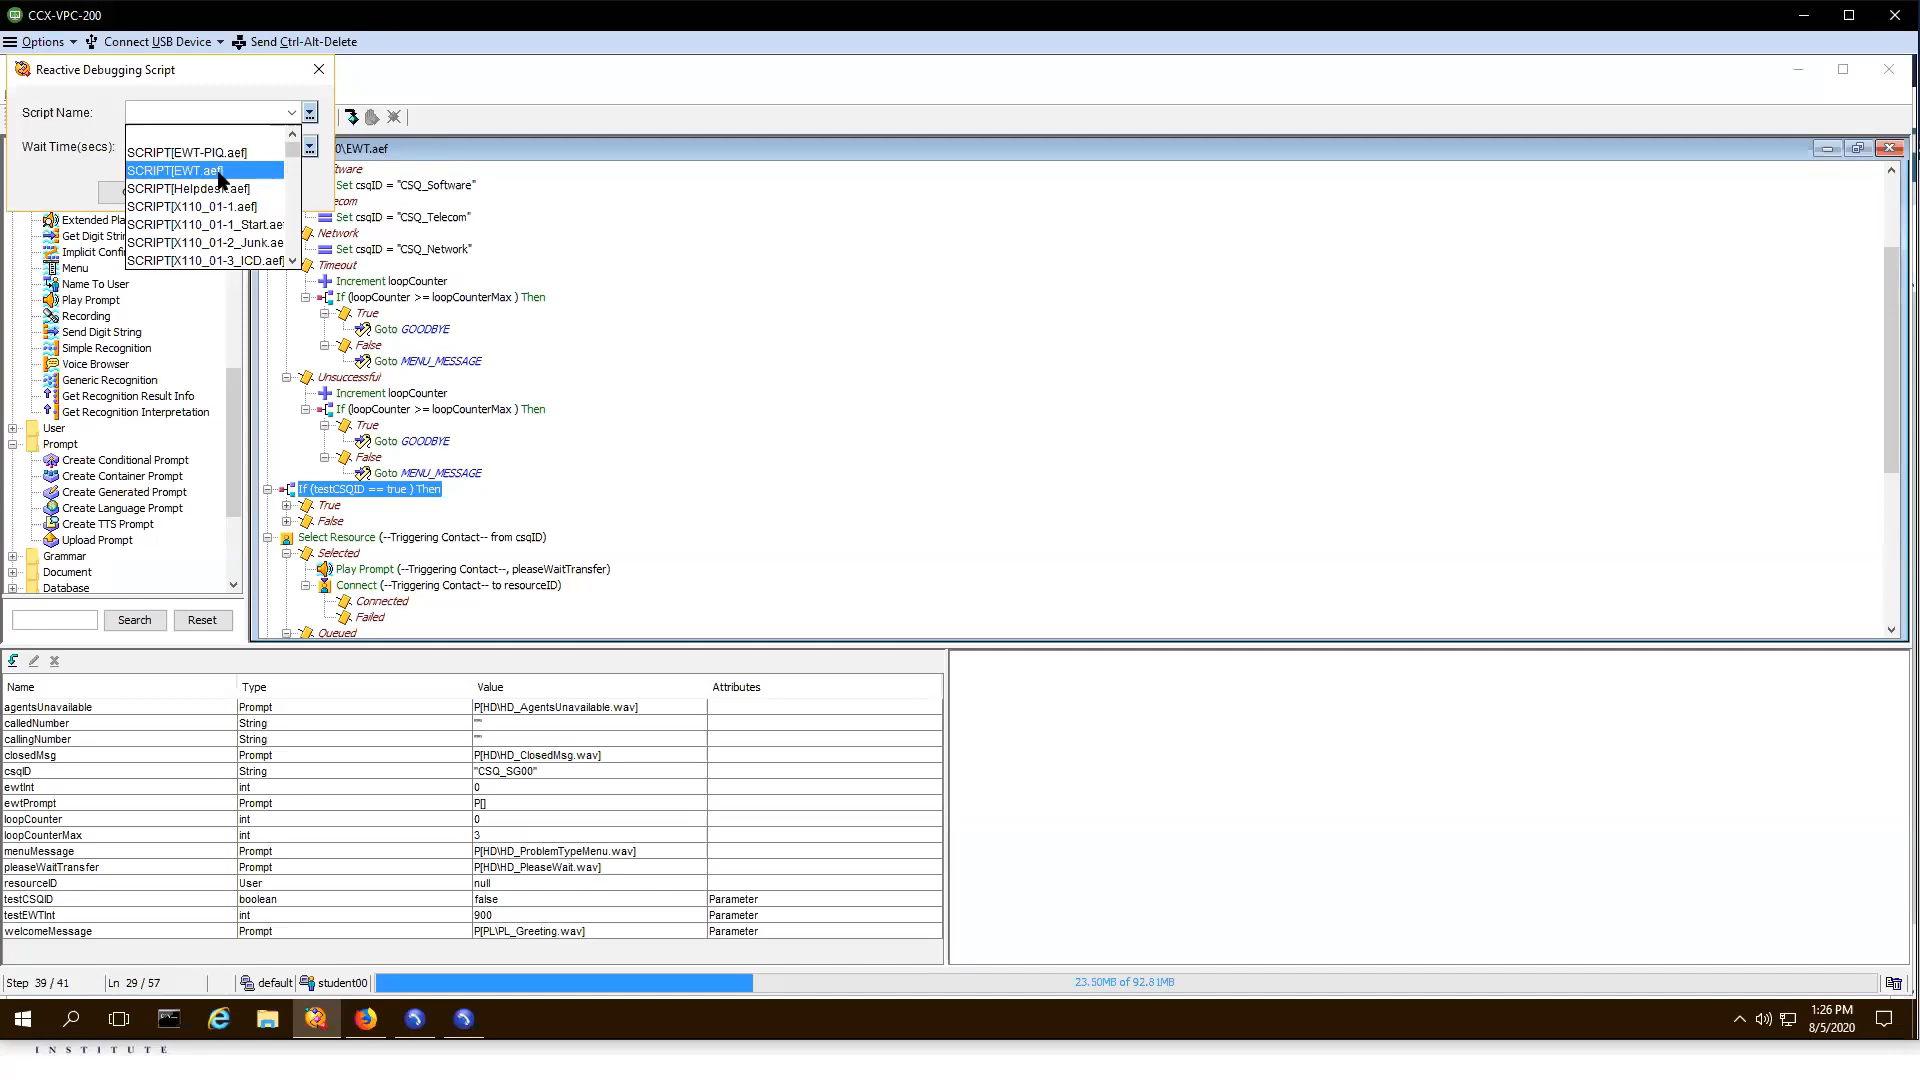 CCX-VPC-200
Options
Connect USB Device
Send Ctrl-Alt-Delete
Reactive Debugging Script
Script Name:
Wait Time(secs):
SCRIPT[EWT-PIQ.aef]
SCRIPT[EWT.aef]
SCRIPT[Helpdesk.aef]
SCRIPT[X110_01-1.aef]
SCRIPT[X110_01-1_Start.aef
SCRIPT[X110_01-2_Junk.ae
SCRIPT[X110_01-3_ICD.aef]
Extended Pla
Get Digit Strin
Implicit Confi
Menu
Name To User
Play Prompt
Recording
Send Digit String
Simple Recognition
Voice Browser
Generic Recognition
Get Recognition Result Info
Get Recognition Interpretation
User
Prompt
Create Conditional Prompt
Create Container Prompt
Create Generated Prompt
Create Language Prompt
Create TTS Prompt
Upload Prompt
Grammar
Document
Database
Search
Reset
0\EWT.aef
ftware
Set csqID = "CSQ_Software"
ecom
Set csqID = "CSQ_Telecom"
Network
Set csqID = "CSQ_Network"
Timeout
Increment loopCounter
If (loopCounter >= loopCounterMax ) Then
True
Goto GOODBYE
False
Goto MENU_MESSAGE
Unsuccessful
Increment loopCounter
If (loopCounter >= loopCounterMax ) Then
True
Goto GOODBYE
False
Goto MENU_MESSAGE
If (testCSQID == true ) Then
True
False
Select Resource (--Triggering Contact-- from csqID)
Selected
Play Prompt (--Triggering Contact--, pleaseWaitTransfer)
Connect (--Triggering Contact-- to resourceID)
Connected
Failed
Queued
Name Type Value Attributes
agentsUnavailable Prompt P[HD\HD_AgentsUnavailable.wav]
calledNumber String ""
callingNumber String ""
closedMsg Prompt P[HD\HD_ClosedMsg.wav]
csqID String "CSQ_SG00"
ewtInt int 0
ewtPrompt Prompt P[]
loopCounter int 0
loopCounterMax int 3
menuMessage Prompt P[HD\HD_ProblemTypeMenu.wav]
pleaseWaitTransfer Prompt P[HD\HD_PleaseWait.wav]
resourceID User null
testCSQID boolean false Parameter
testEWTInt int 900 Parameter
welcomeMessage Prompt P[PL\PL_Greeting.wav] Parameter
Step 39 / 41 Ln 29 / 57 default student00 23.50MB of 92.81MB
1:26 PM
8/5/2020
INSTITUTE